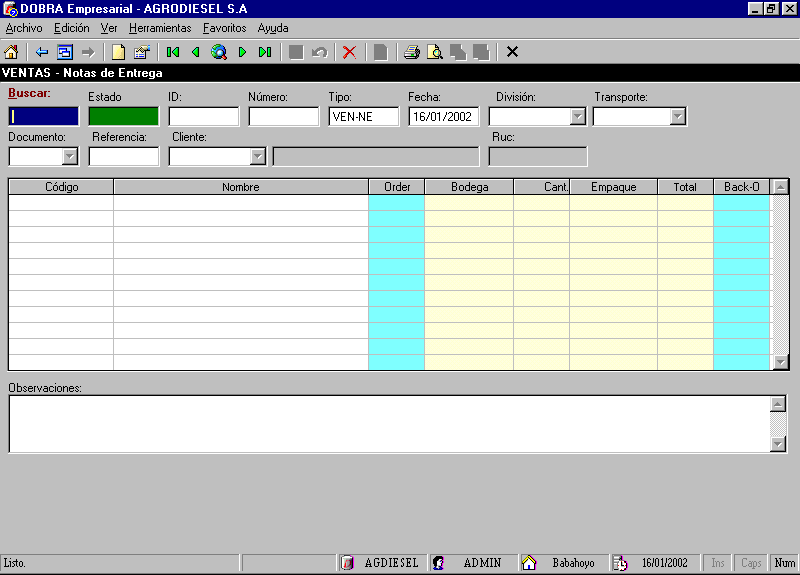 DOBRA Empresarial - AGRODIESEL S.A
Archivo Edición Ver Herramientas Favoritos Ayuda
VENTAS - Notas de Entrega
Buscar: Estado ID: Número: Tipo: Fecha: División: Transporte:
VEN-NE 16/01/2002
Documento: Referencia: Cliente: Ruc:
Código Nombre Order Bodega Cant. Empaque Total Back-O
Observaciones:
Listo. AGDIESEL ADMIN Babahoyo 16/01/2002 Ins Caps Num